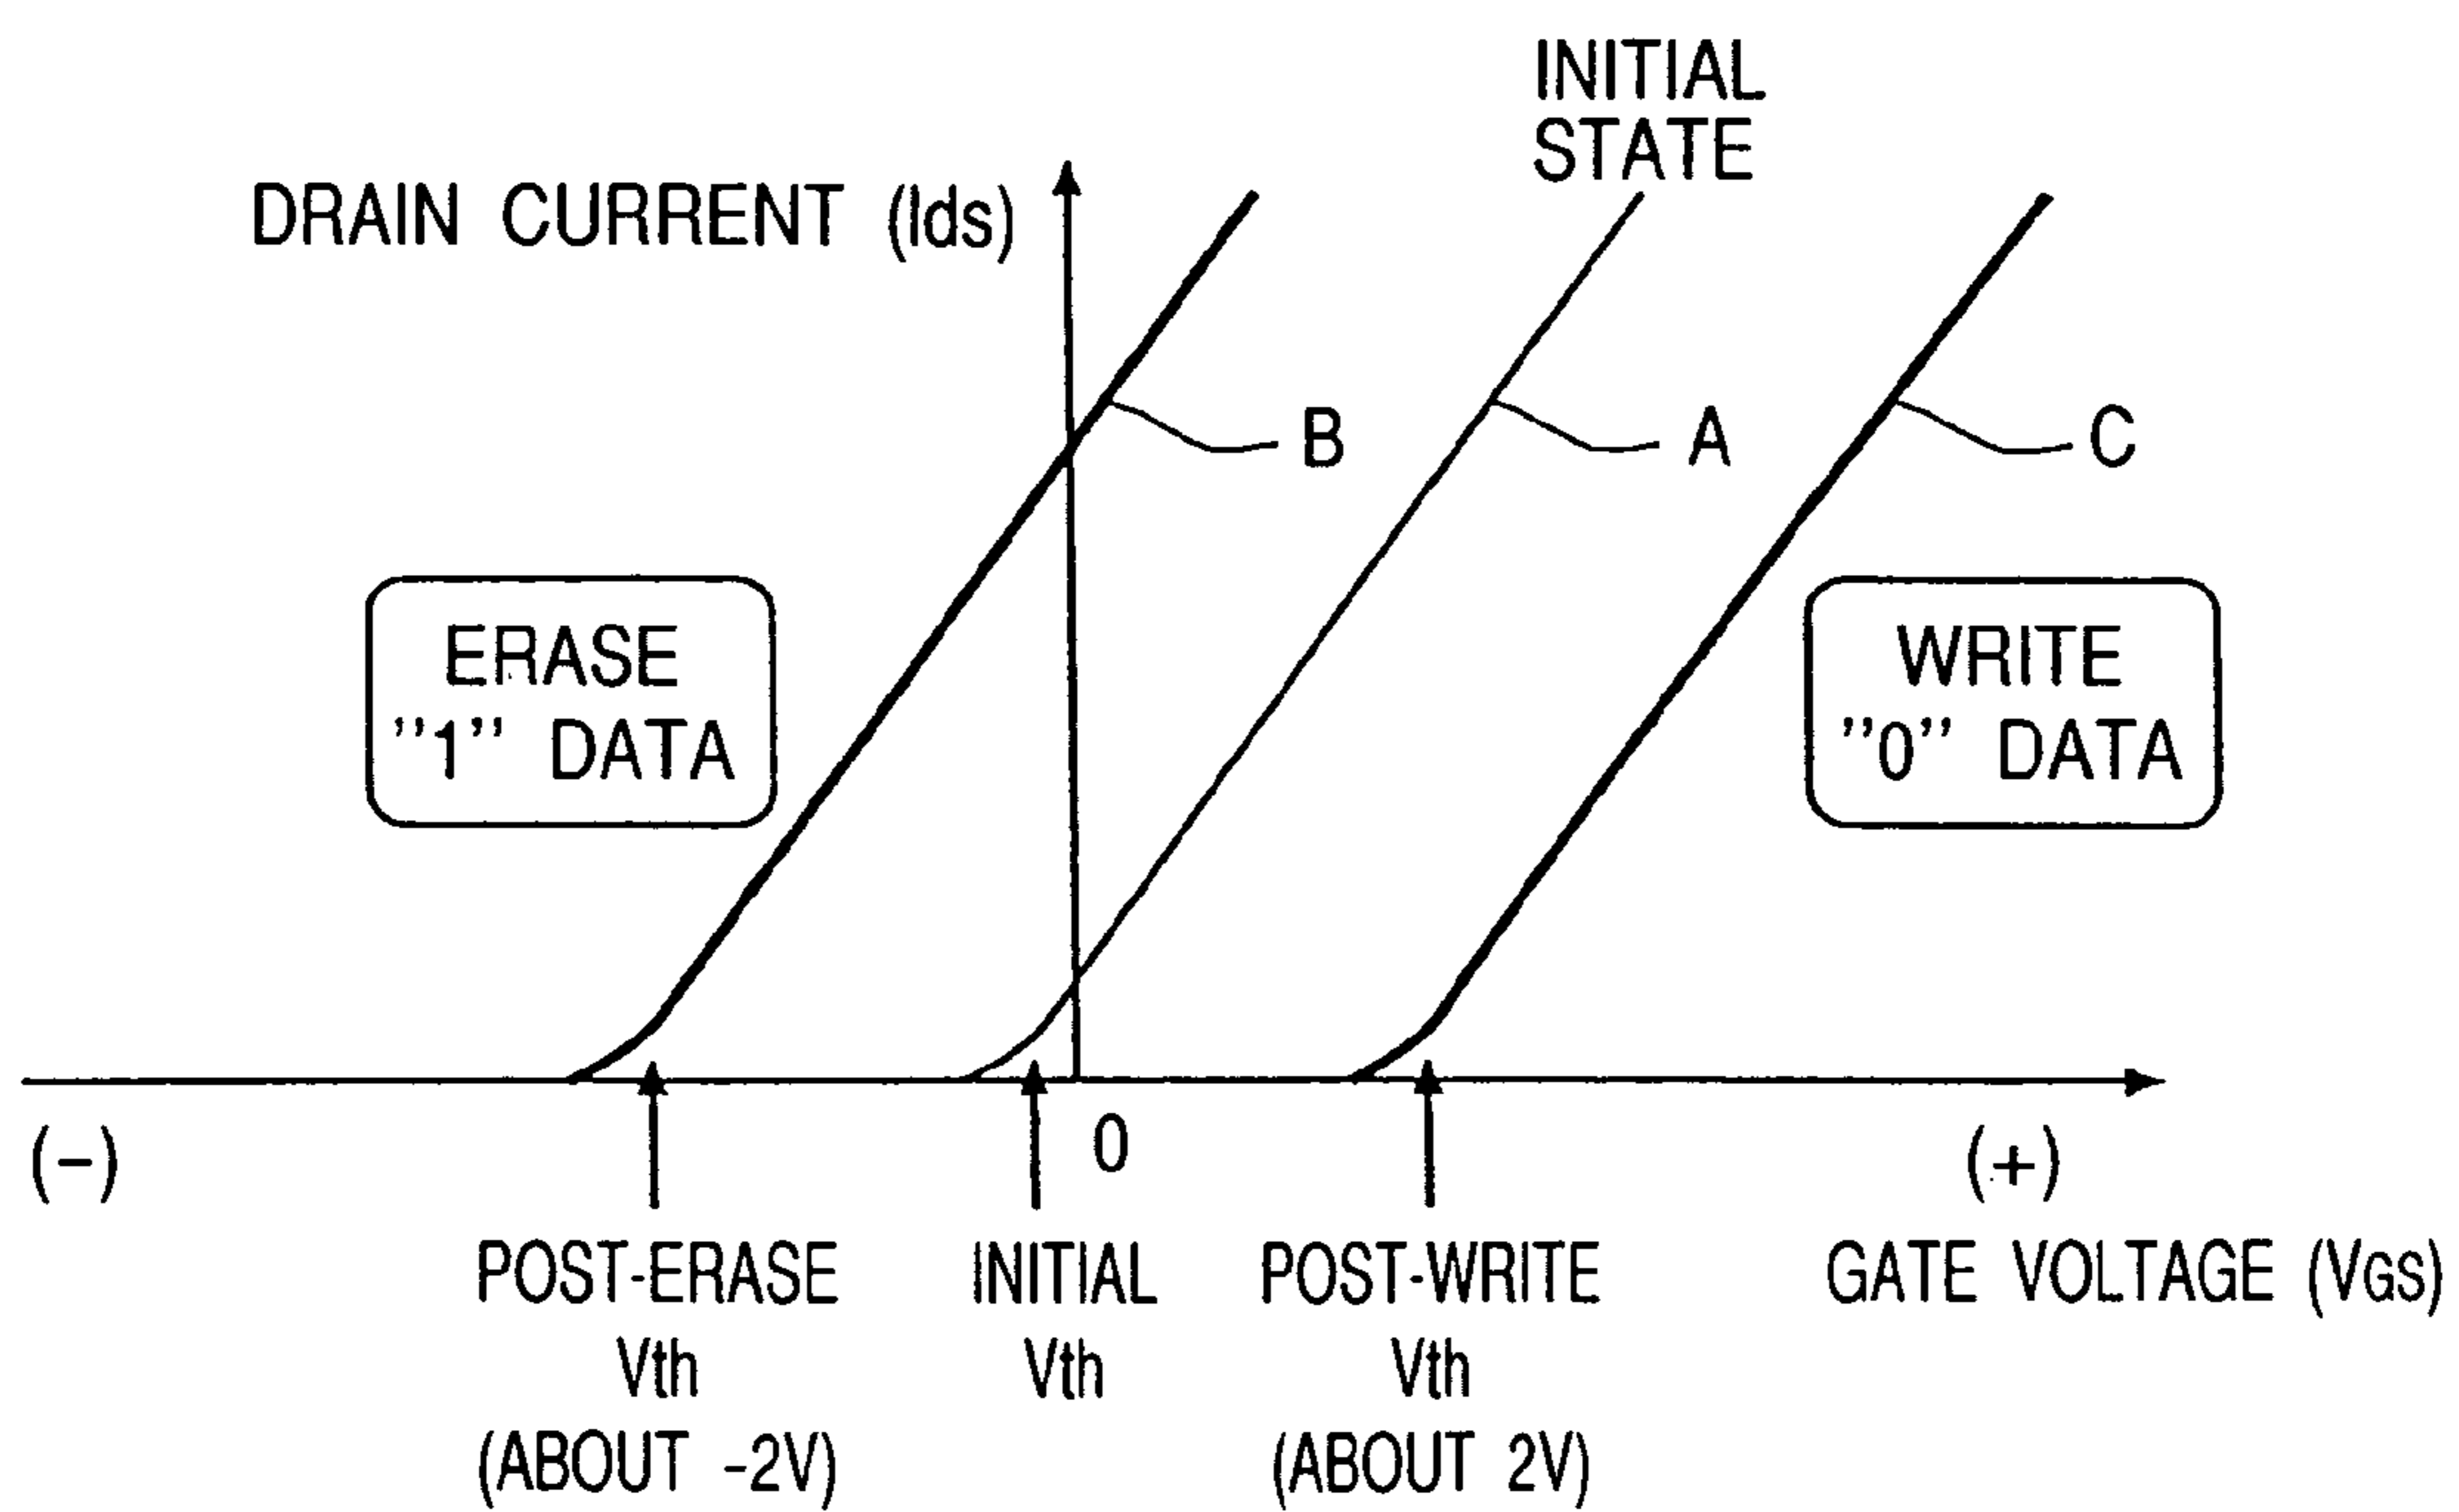 INITIAL
STATE
DRAIN CURRENT (Ids)
B
A
C
ERASE
"1" DATA
WRITE
"0" DATA
(-)
0
(+)
POST-ERASE
Vth
(ABOUT -2V)
INITIAL
Vth
POST-WRITE
Vth
(ABOUT 2V)
GATE VOLTAGE (VGS)